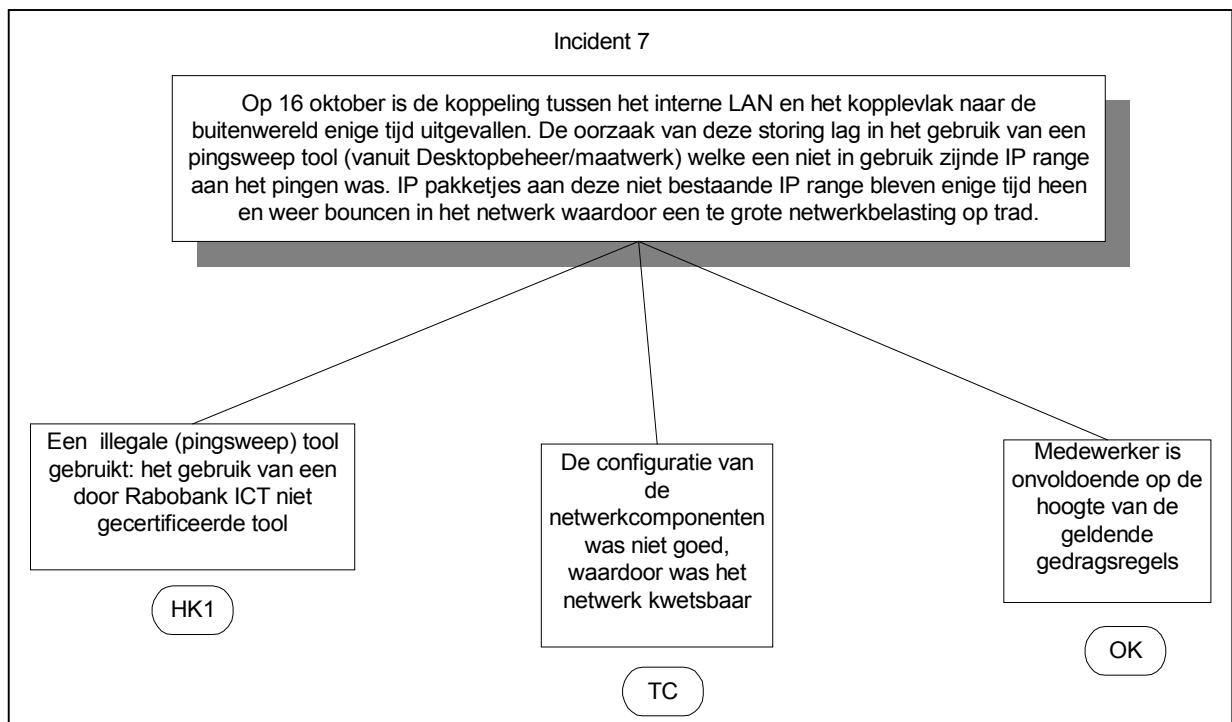 Incident 7
Op 16 oktober is de koppeling tussen het interne LAN en het kopplevlak naar de
buitenwereld enige tijd uitgevallen. De oorzaak van deze storing lag in het gebruik van een
pingsweep tool (vanuit Desktopbeheer/maatwerk) welke een niet in gebruik zijnde IP range
aan het pingen was. IP pakketjes aan deze niet bestaande IP range bleven enige tijd heen
en weer bouncen in het netwerk waardoor een te grote netwerkbelasting op trad.
Een illegale (pingsweep) tool
gebruikt: het gebruik van een
door Rabobank ICT niet
gecertificeerde tool
HK1
De configuratie van
de
netwerkcomponenten
was niet goed,
waardoor was het
netwerk kwetsbaar
TC
Medewerker is
onvoldoende op de
hoogte van de
geldende
gedragsregels
OK